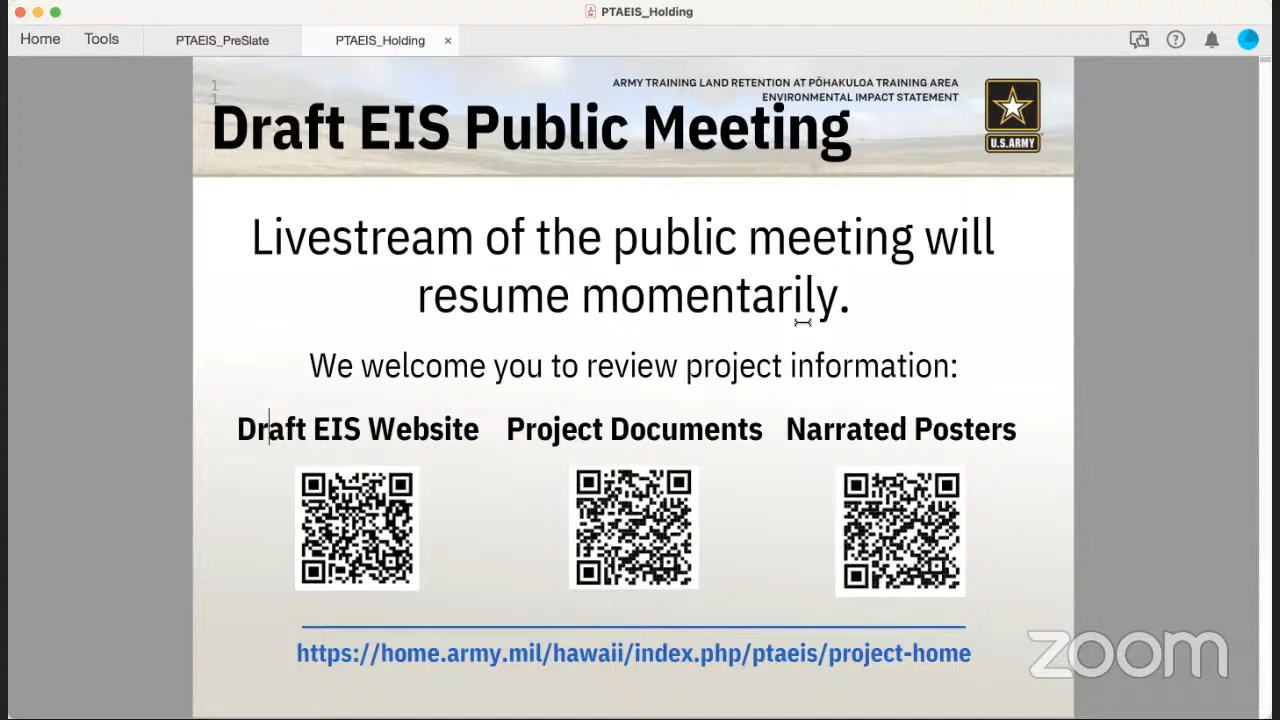 PTAEIS_Holding
Home Tools PTAEIS_PreSlate PTAEIS_Holding ×
1
1
ARMY TRAINING LAND RETENTION AT PŌHAKULOA TRAINING AREA
ENVIRONMENTAL IMPACT STATEMENT
Draft EIS Public Meeting
U.S.ARMY
Livestream of the public meeting will
resume momentarily.
We welcome you to review project information:
Draft EIS Website Project Documents Narrated Posters
https://home.army.mil/hawaii/index.php/ptaeis/project-home
zoom